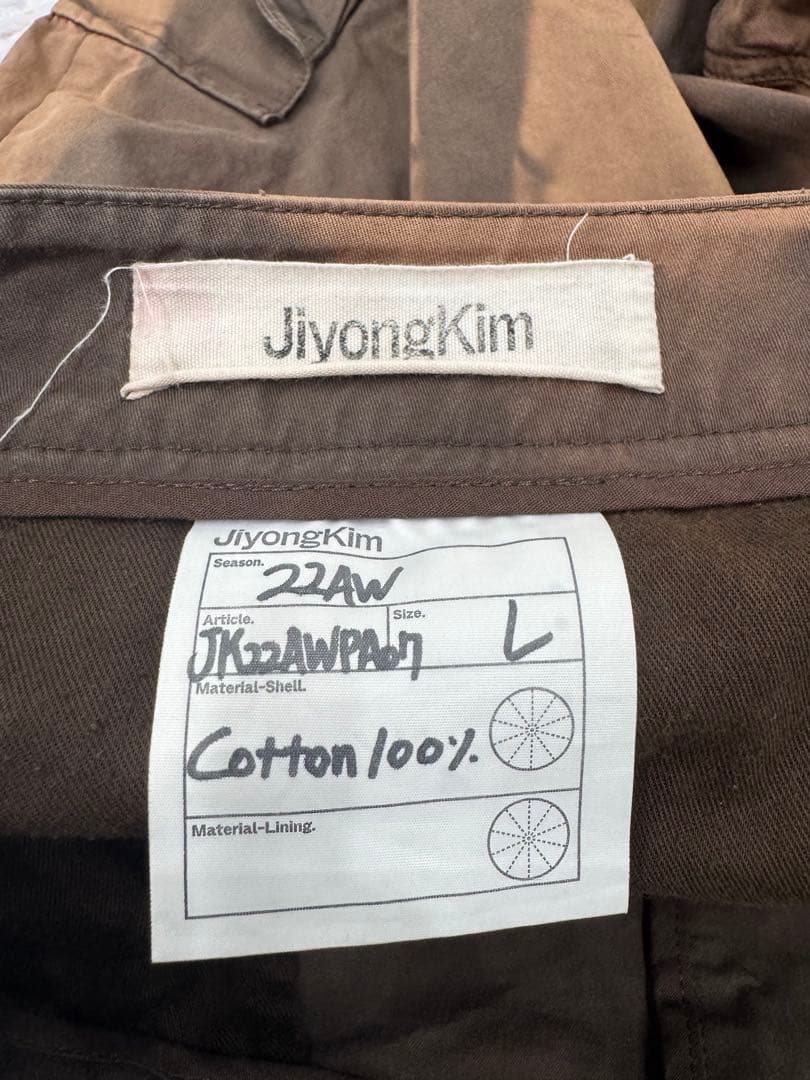 JiyongKim
JiyongKim
Season.
22AW
Article.
JK22AWPA07
Size.
L
Material-Shell.
Cotton 100%.
Material-Lining.